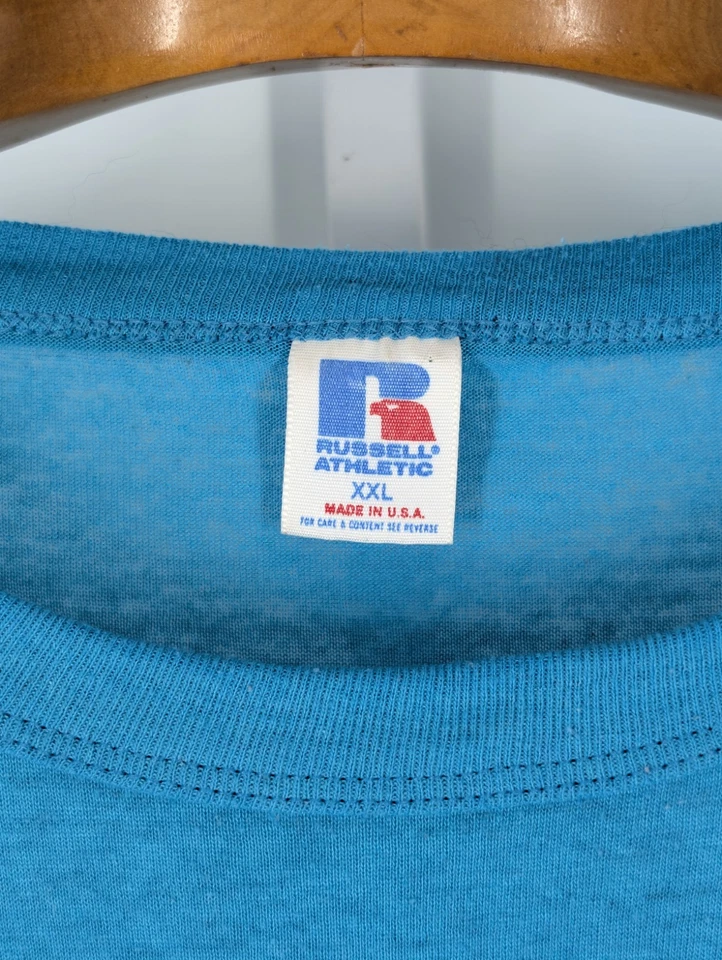 R
RUSSELL®
ATHLETIC
XXL
MADE IN U.S.A.
FOR CARE & CONTENT SEE REVERSE